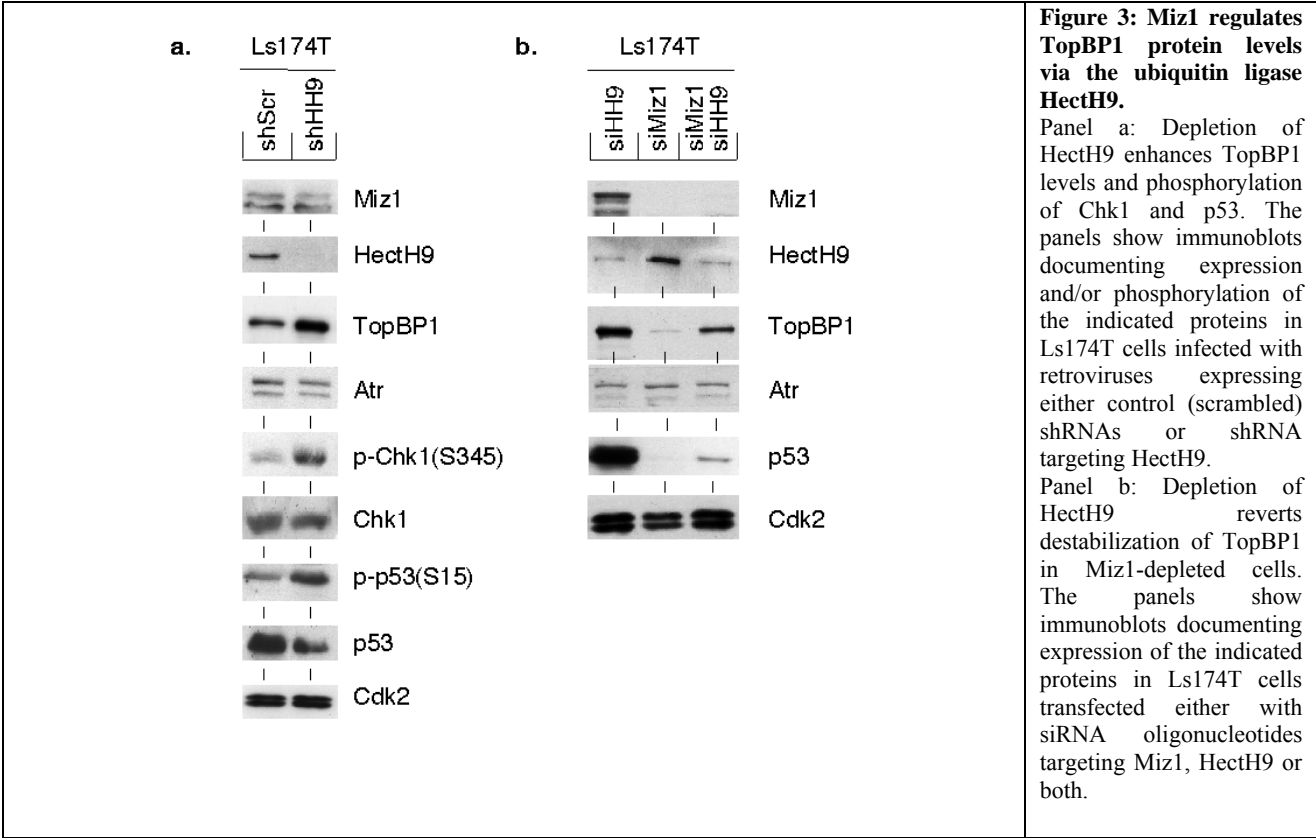 a.
Ls174T
shScr
shHH9
Miz1
HectH9
TopBP1
Atr
p-Chk1(S345)
Chk1
p-p53(S15)
p53
Cdk2
b.
Ls174T
siHH9
siMiz1
siMiz1
siHH9
Miz1
HectH9
TopBP1
Atr
p53
Cdk2
Figure 3: Miz1 regulates
TopBP1 protein levels
via the ubiquitin ligase
HectH9.
Panel a: Depletion of
HectH9 enhances TopBP1
levels and phosphorylation
of Chk1 and p53. The
panels show immunoblots
documenting expression
and/or phosphorylation of
the indicated proteins in
Ls174T cells infected with
retroviruses expressing
either control (scrambled)
shRNAs or shRNA
targeting HectH9.
Panel b: Depletion of
HectH9 reverts
destabilization of TopBP1
in Miz1-depleted cells.
The panels show
immunoblots documenting
expression of the indicated
proteins in Ls174T cells
transfected either with
siRNA oligonucleotides
targeting Miz1, HectH9 or
both.